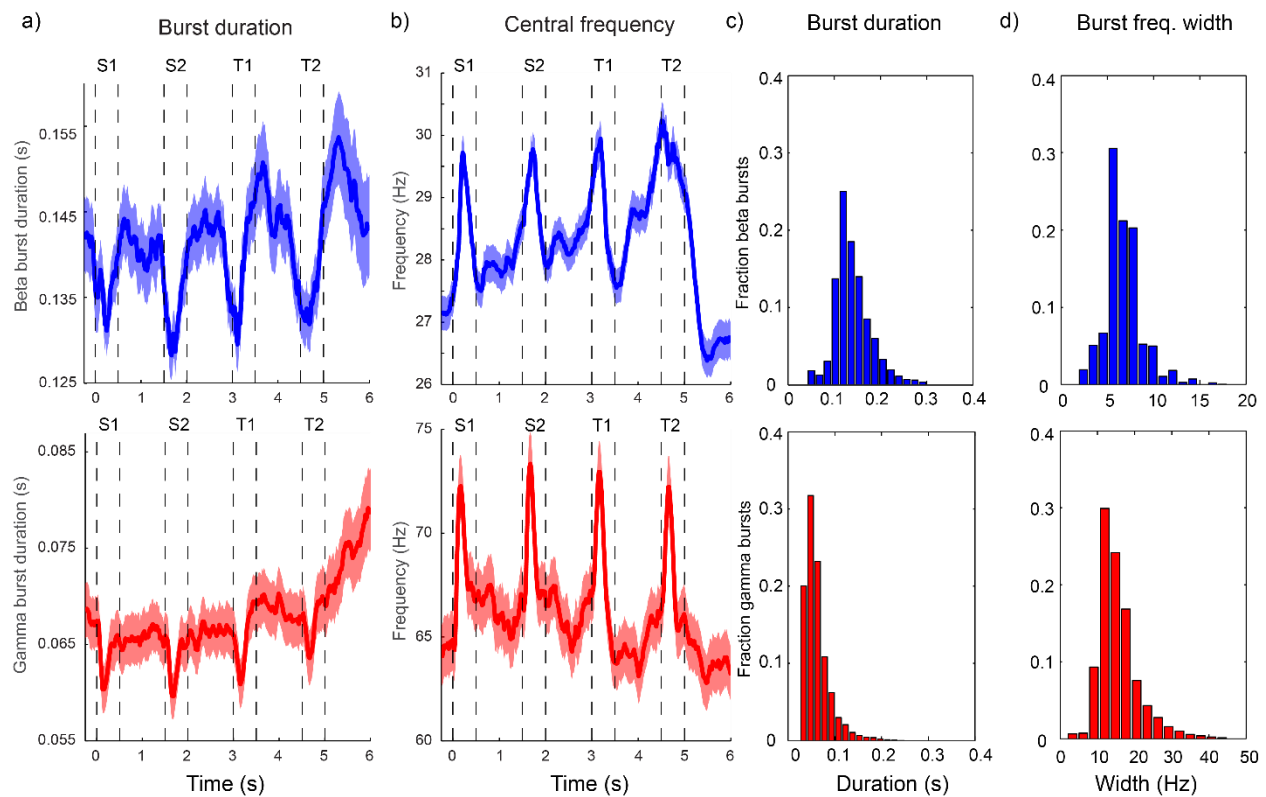 a) Burst duration b) Central frequency c) Burst duration d) Burst freq. width
S1 S2 T1 T2
Beta burst duration (s)
0.155
0.145
0.135
0.125
0 1 2 3 4 5 6
S1 S2 T1 T2
Frequency (Hz)
31
30
29
28
27
26
0 1 2 3 4 5 6
Fraction beta bursts
0.4
0.3
0.2
0.1
0
0 0.1 0.2 0.3 0.4
0.4
0.3
0.2
0.1
0
0 5 10 15 20
S1 S2 T1 T2
Gamma burst duration (s)
0.085
0.075
0.065
0.055
0 1 2 3 4 5 6
Time (s)
S1 S2 T1 T2
Frequency (Hz)
75
70
65
60
0 1 2 3 4 5 6
Time (s)
Fraction gamma bursts
0.4
0.3
0.2
0.1
0
0 0.1 0.2 0.3 0.4
Duration (s)
0.4
0.3
0.2
0.1
0
0 10 20 30 40 50
Width (Hz)